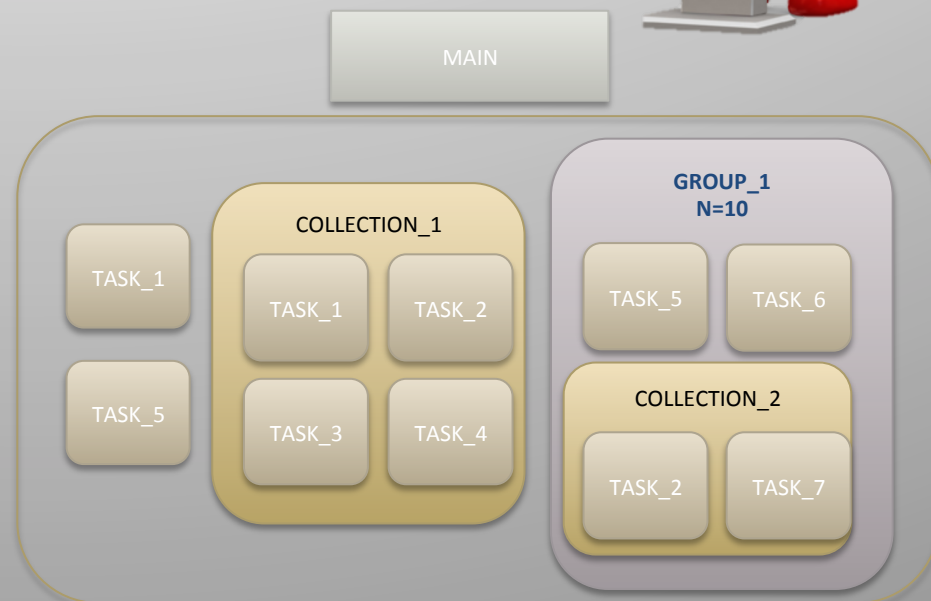 MAIN
TASK_1
TASK_5
COLLECTION_1
TASK_1
TASK_2
TASK_3
TASK_4
GROUP_1
N=10
TASK_5
TASK_6
COLLECTION_2
TASK_2
TASK_7